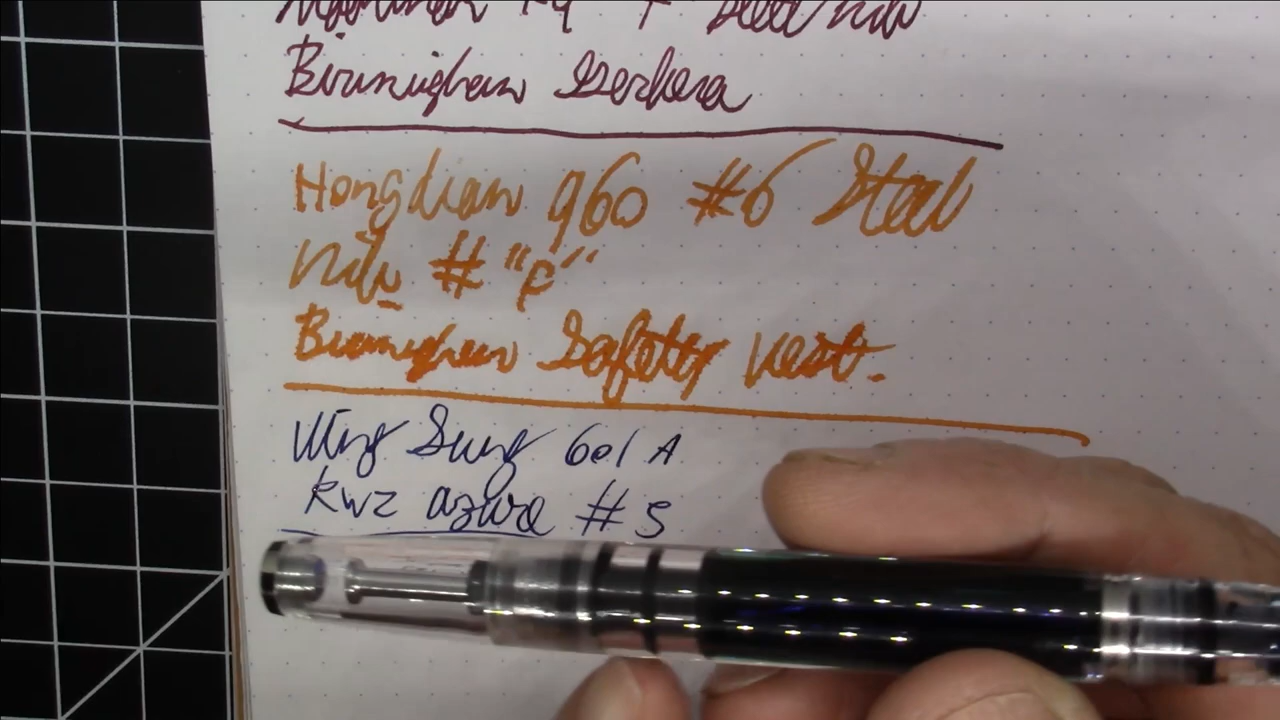 Birmingham Gerbera
Hongdian 960 #6 Steel
nib # "F"
Birmingham Safety Vest.
Wing Sung 601 A
KWZ azure # 5